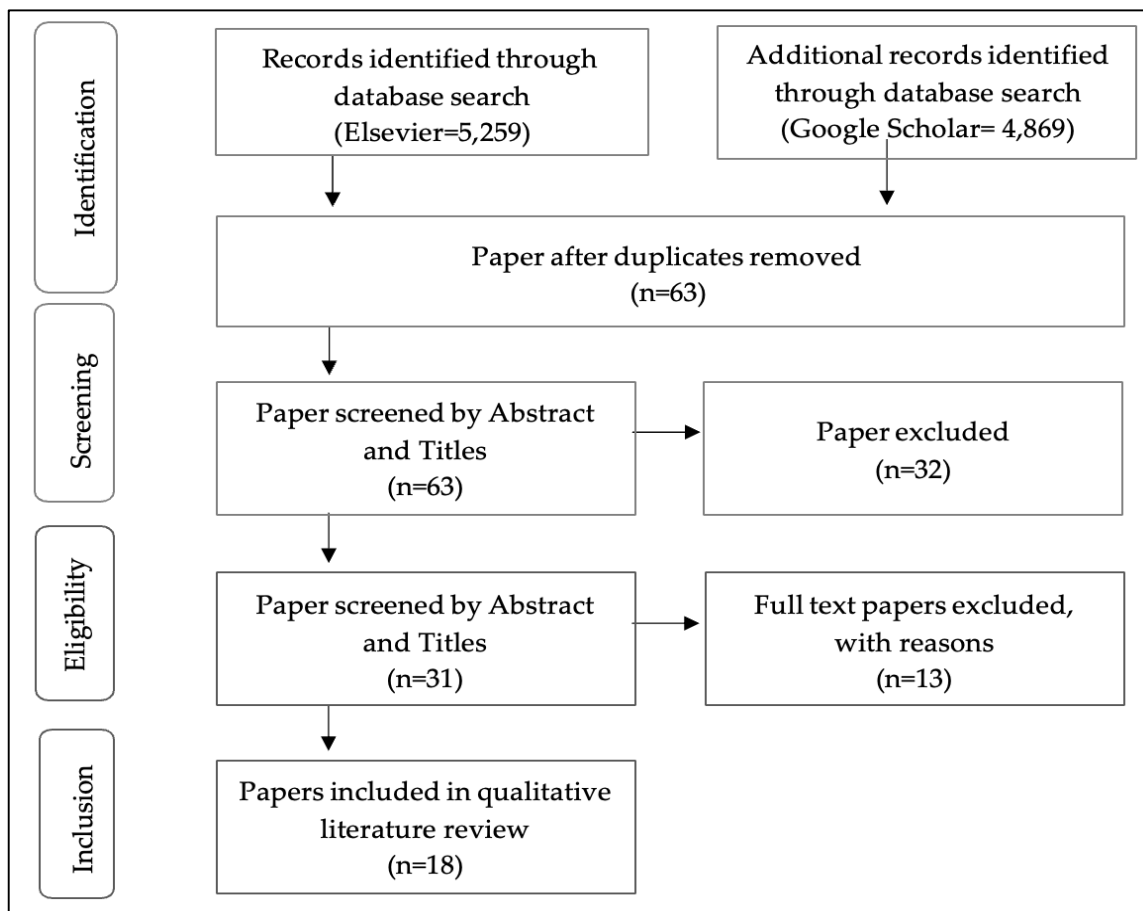 Identification
Records identified through
database search
(Elsevier=5,259)
Additional records identified
through database search
(Google Scholar= 4,869)
Paper after duplicates removed
(n=63)
Screening
Paper screened by Abstract
and Titles
(n=63)
Paper excluded
(n=32)
Eligibility
Paper screened by Abstract
and Titles
(n=31)
Full text papers excluded,
with reasons
(n=13)
Inclusion
Papers included in qualitative
literature review
(n=18)